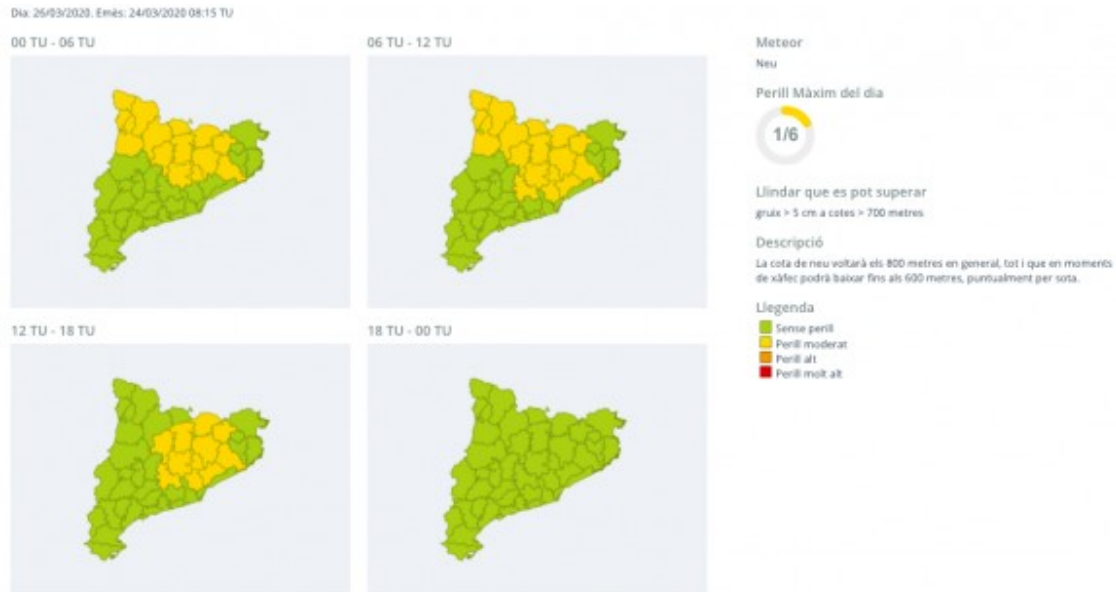 Dia: 26/03/2020. Emès: 24/03/2020 08:15 TU
00 TU - 06 TU
06 TU - 12 TU
12 TU - 18 TU
18 TU - 00 TU
Meteor
Neu
Perill Màxim del dia
1/6
Llindar que es pot superar
gruix > 5 cm a cotes > 700 metres
Descripció
La cota de neu voltarà els 800 metres en general, tot i que en moments
de xàfec podrà baixar fins als 600 metres, puntualment per sota.
Llegenda
Sense perill
Perill moderat
Perill alt
Perill molt alt